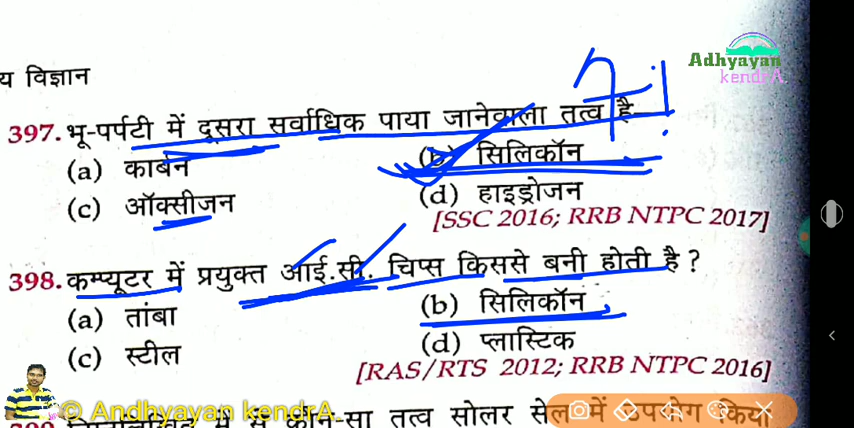 Adhyayan
kendrA
य विज्ञान
397. भू-पर्पटी में दूसरा सर्वाधिक पाया जानेवाला तत्व है—
(a) कार्बन (b) सिलिकॉन
(c) ऑक्सीजन (d) हाइड्रोजन
[SSC 2016; RRB NTPC 2017]
398. कम्प्यूटर में प्रयुक्त आई.सी. चिप्स किससे बनी होती है ?
(a) तांबा (b) सिलिकॉन
(c) स्टील (d) प्लास्टिक
[RAS/RTS 2012; RRB NTPC 2016]
में से कौन-सा तत्व सोलर सेल में उपयोग किया
© Andhyayan kendrA.